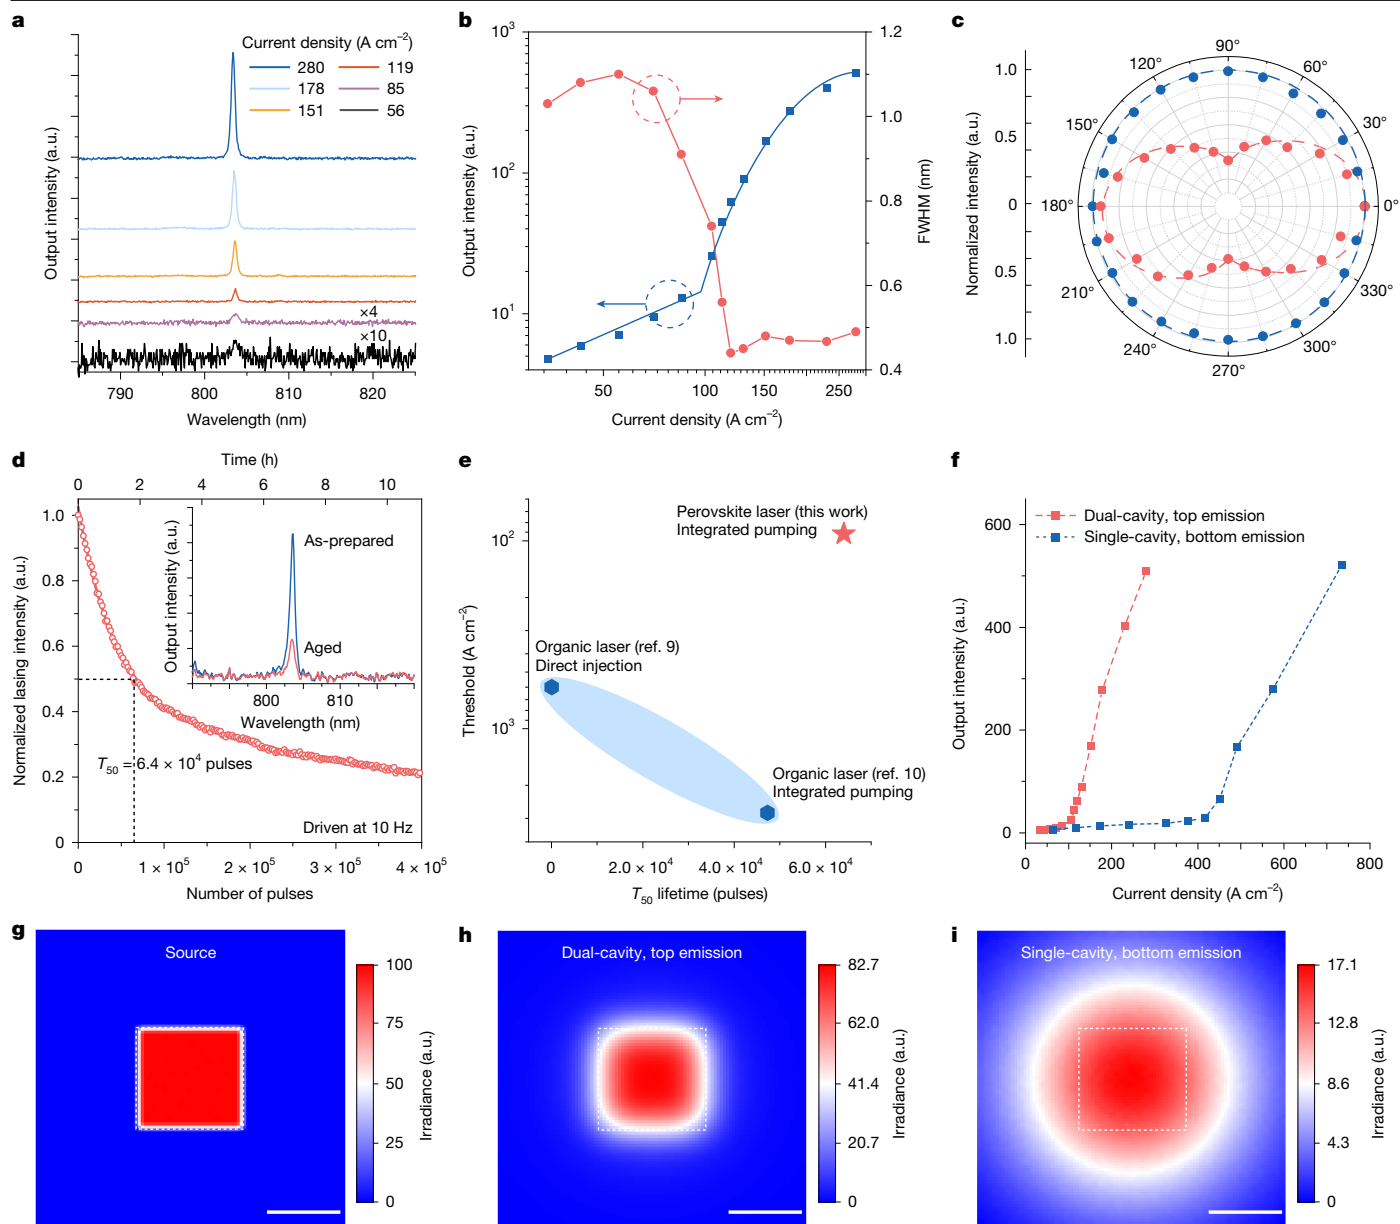 a
Current density (A cm⁻²)
280
119
178
85
151
56
×4
×10
Output intensity (a.u.)
790
800
810
820
Wavelength (nm)
b
10³
10²
10¹
Output intensity (a.u.)
1.2
1.0
0.8
0.6
0.4
FWHM (nm)
50
100
150
250
Current density (A cm⁻²)
c
Normalized intensity (a.u.)
1.0
0.5
0
0.5
1.0
90°
120°
60°
150°
30°
180°
0°
210°
330°
240°
300°
270°
d
Time (h)
0
2
4
6
8
10
Normalized lasing intensity (a.u.)
1.0
0.8
0.6
0.4
0.2
0
Output intensity (a.u.)
As-prepared
Aged
800
810
Wavelength (nm)
T₅₀ = 6.4 × 10⁴ pulses
Driven at 10 Hz
0
1 × 10⁵
2 × 10⁵
3 × 10⁵
4 × 10⁵
Number of pulses
e
Perovskite laser (this work)
Integrated pumping
10²
Threshold (A cm⁻²)
Organic laser (ref. 9)
Direct injection
10³
Organic laser (ref. 10)
Integrated pumping
0
2.0 × 10⁴
4.0 × 10⁴
6.0 × 10⁴
T₅₀ lifetime (pulses)
f
Dual-cavity, top emission
Single-cavity, bottom emission
Output intensity (a.u.)
600
400
200
0
0
200
400
600
800
Current density (A cm⁻²)
g
Source
100
75
50
25
0
Irradiance (a.u.)
h
Dual-cavity, top emission
82.7
62.0
41.4
20.7
0
Irradiance (a.u.)
i
Single-cavity, bottom emission
17.1
12.8
8.6
4.3
0
Irradiance (a.u.)